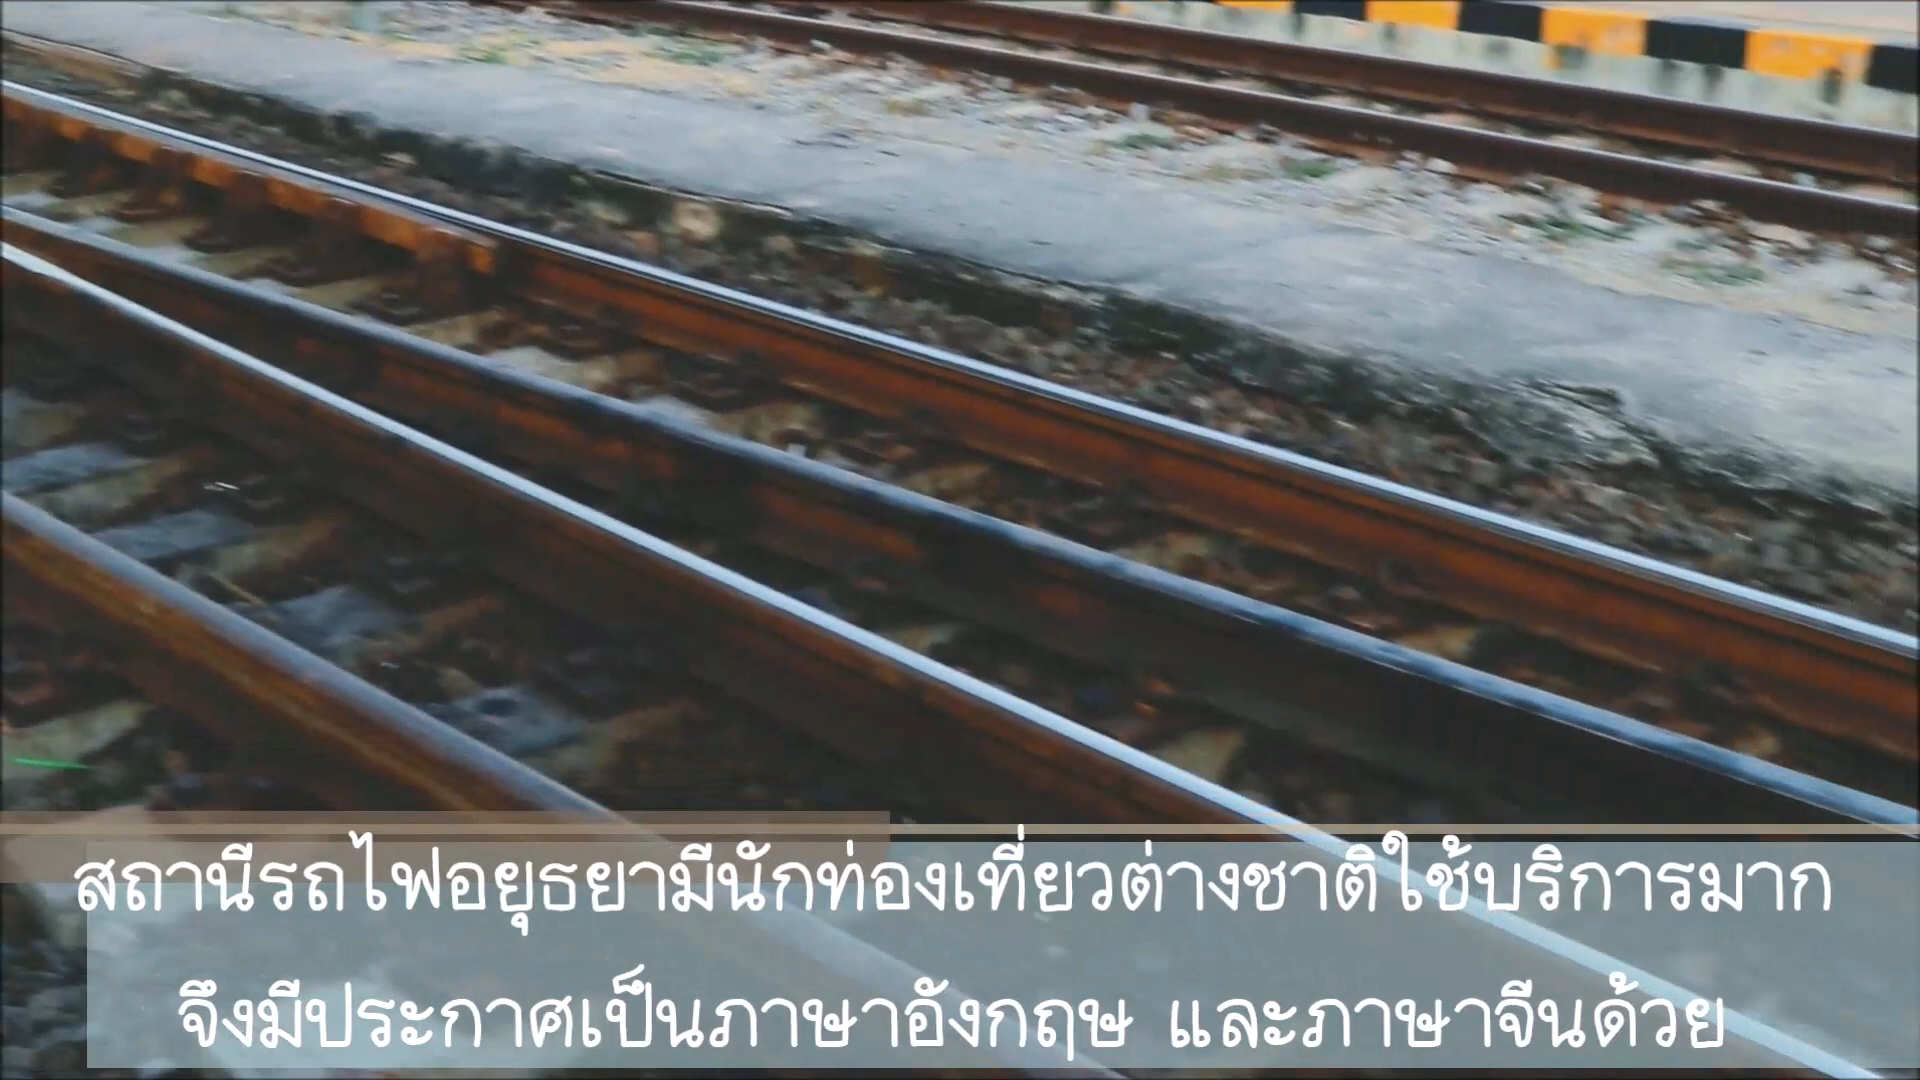 สถานีรถไฟอยุธยามีนักท่องเที่ยวต่างชาติใช้บริการมาก
จึงมีประกาศเป็นภาษาอังกฤษ และภาษาจีนด้วย